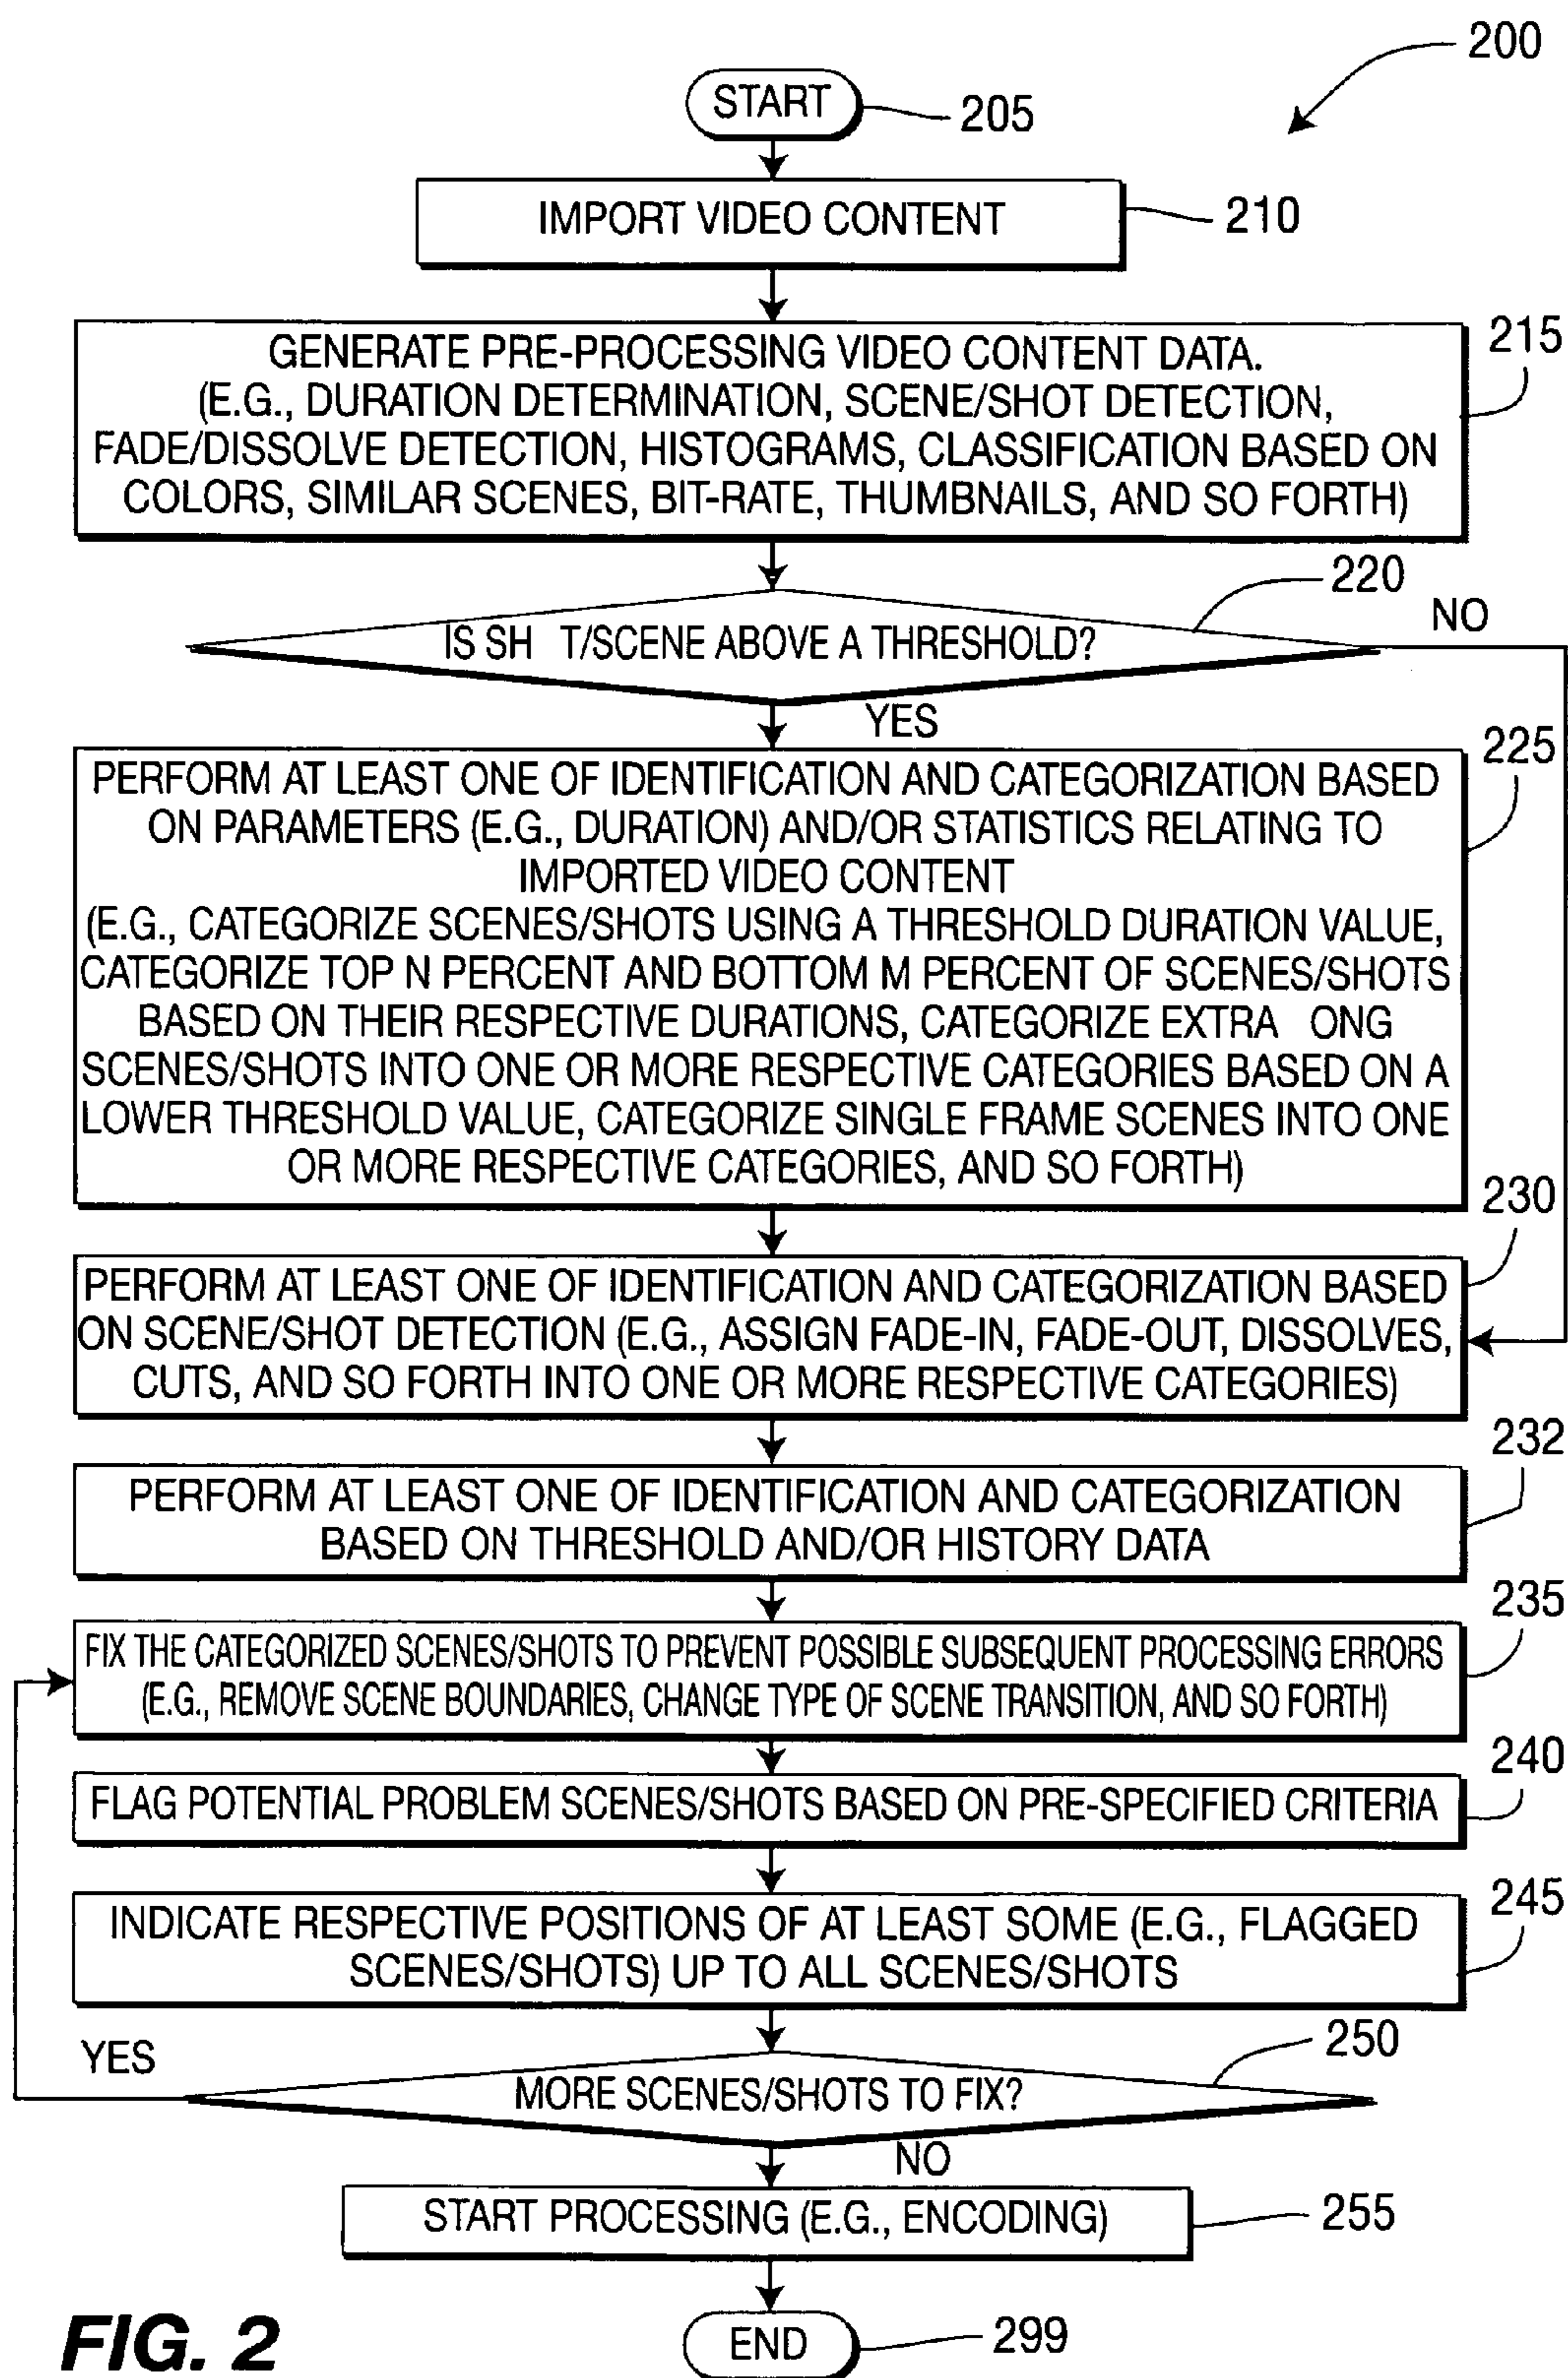 200
START
205
IMPORT VIDEO CONTENT
210
GENERATE PRE-PROCESSING VIDEO CONTENT DATA.
(E.G., DURATION DETERMINATION, SCENE/SHOT DETECTION,
FADE/DISSOLVE DETECTION, HISTOGRAMS, CLASSIFICATION BASED ON
COLORS, SIMILAR SCENES, BIT-RATE, THUMBNAILS, AND SO FORTH)
215
220
IS SH T/SCENE ABOVE A THRESHOLD?
NO
YES
225
PERFORM AT LEAST ONE OF IDENTIFICATION AND CATEGORIZATION BASED
ON PARAMETERS (E.G., DURATION) AND/OR STATISTICS RELATING TO
IMPORTED VIDEO CONTENT
(E.G., CATEGORIZE SCENES/SHOTS USING A THRESHOLD DURATION VALUE,
CATEGORIZE TOP N PERCENT AND BOTTOM M PERCENT OF SCENES/SHOTS
BASED ON THEIR RESPECTIVE DURATIONS, CATEGORIZE EXTRA ONG
SCENES/SHOTS INTO ONE OR MORE RESPECTIVE CATEGORIES BASED ON A
LOWER THRESHOLD VALUE, CATEGORIZE SINGLE FRAME SCENES INTO ONE
OR MORE RESPECTIVE CATEGORIES, AND SO FORTH)
230
PERFORM AT LEAST ONE OF IDENTIFICATION AND CATEGORIZATION BASED
ON SCENE/SHOT DETECTION (E.G., ASSIGN FADE-IN, FADE-OUT, DISSOLVES,
CUTS, AND SO FORTH INTO ONE OR MORE RESPECTIVE CATEGORIES)
232
PERFORM AT LEAST ONE OF IDENTIFICATION AND CATEGORIZATION
BASED ON THRESHOLD AND/OR HISTORY DATA
235
FIX THE CATEGORIZED SCENES/SHOTS TO PREVENT POSSIBLE SUBSEQUENT PROCESSING ERRORS
(E.G., REMOVE SCENE BOUNDARIES, CHANGE TYPE OF SCENE TRANSITION, AND SO FORTH)
240
FLAG POTENTIAL PROBLEM SCENES/SHOTS BASED ON PRE-SPECIFIED CRITERIA
245
INDICATE RESPECTIVE POSITIONS OF AT LEAST SOME (E.G., FLAGGED
SCENES/SHOTS) UP TO ALL SCENES/SHOTS
YES
250
MORE SCENES/SHOTS TO FIX?
NO
START PROCESSING (E.G., ENCODING)
255
END
299
FIG. 2